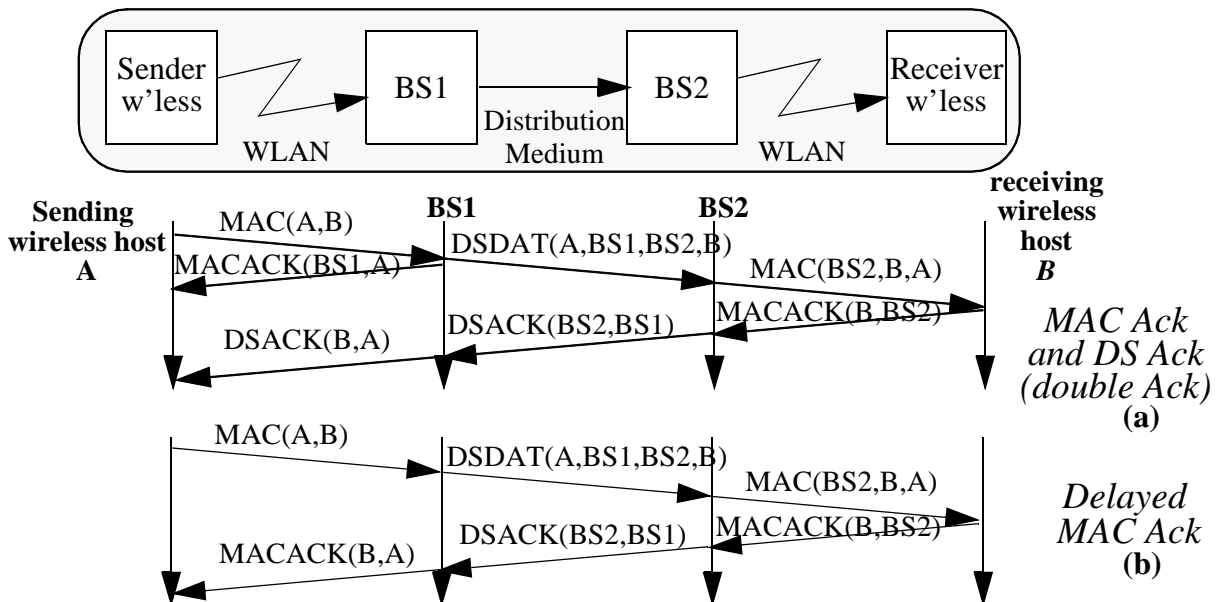 Sender
w'less
BS1
BS2
Receiver
w'less
WLAN
Distribution
Medium
WLAN
Sending
wireless host
A
BS1
BS2
receiving
wireless
host
B
MAC(A,B)
DSDAT(A,BS1,BS2,B)
MACACK(BS1,A)
MAC(BS2,B,A)
MACACK(B,BS2)
DSACK(BS2,BS1)
DSACK(B,A)
MAC Ack
and DS Ack
(double Ack)
(a)
MAC(A,B)
DSDAT(A,BS1,BS2,B)
MAC(BS2,B,A)
MACACK(B,BS2)
DSACK(BS2,BS1)
MACACK(B,A)
Delayed
MAC Ack
(b)